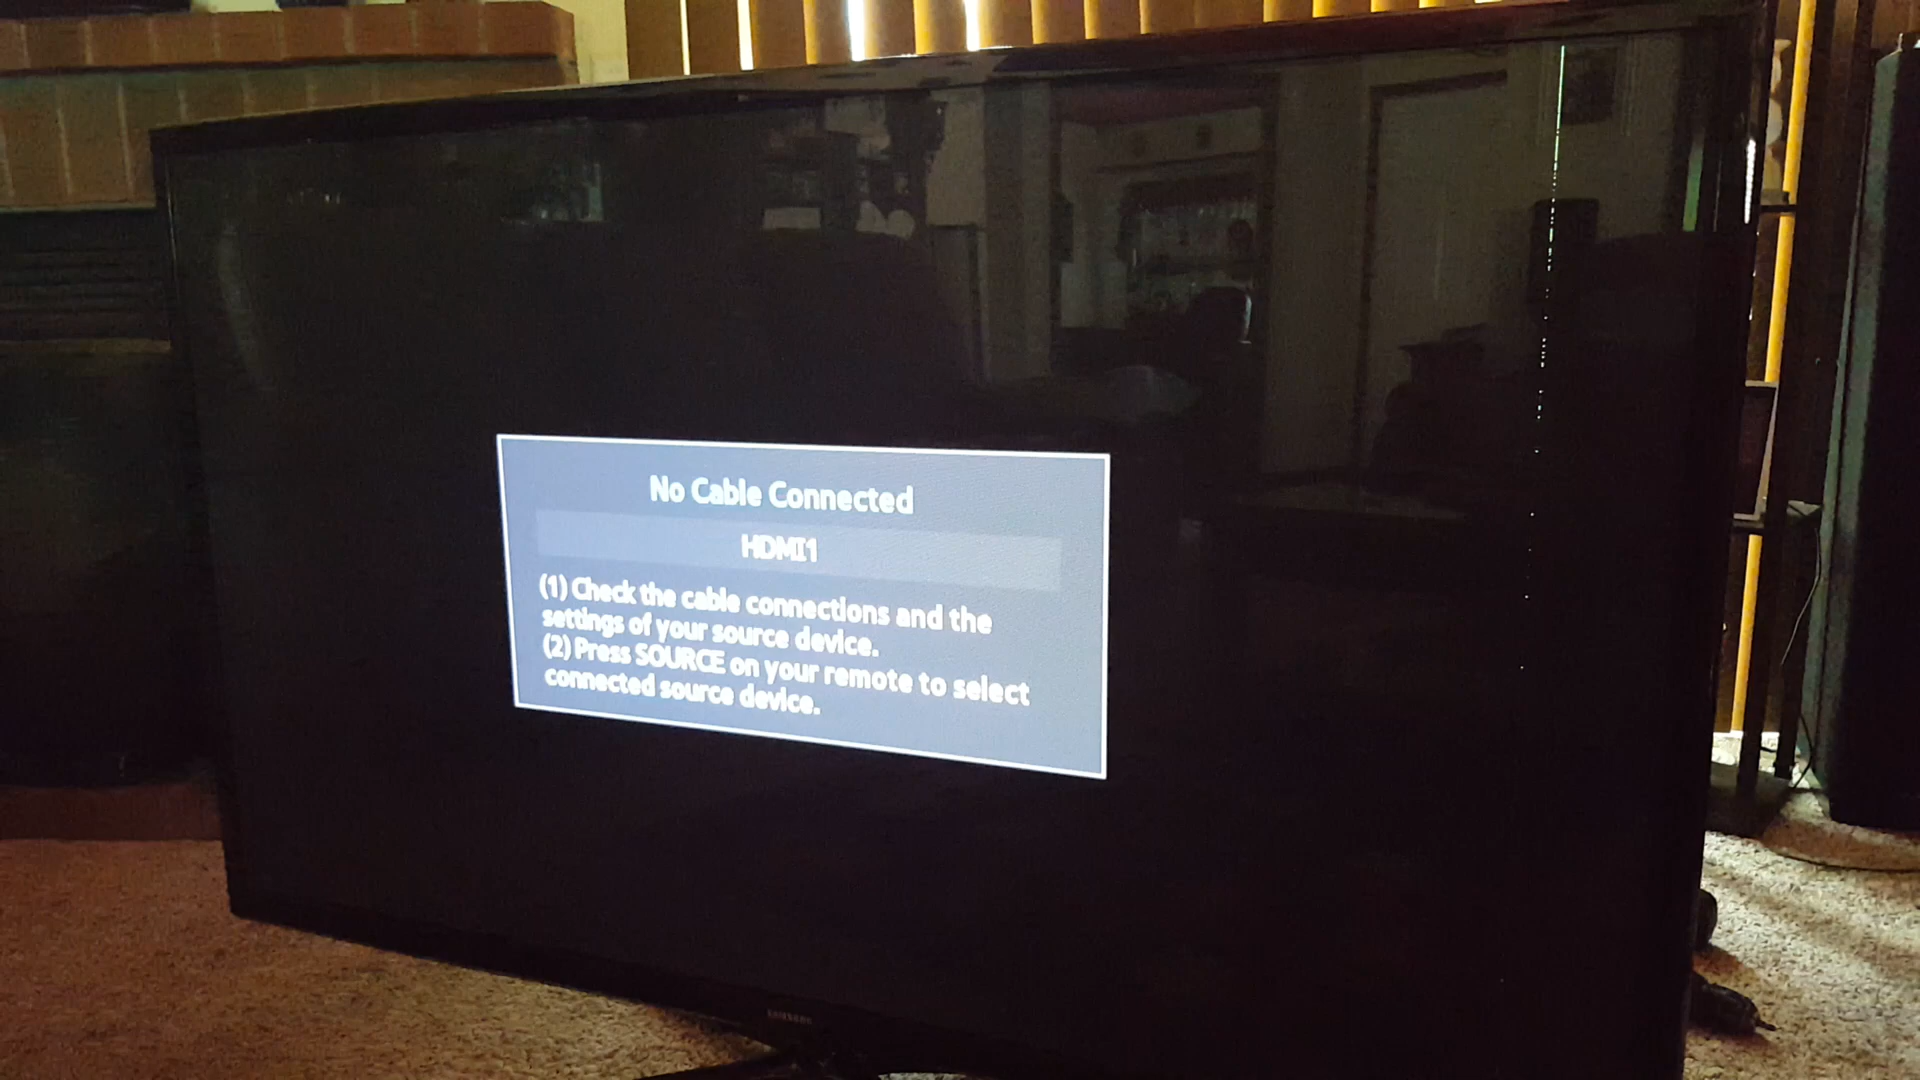 No Cable Connected
HDMI1
(1) Check the cable connections and the
settings of your source device.
(2) Press SOURCE on your remote to select
connected source device.
SAMSUNG